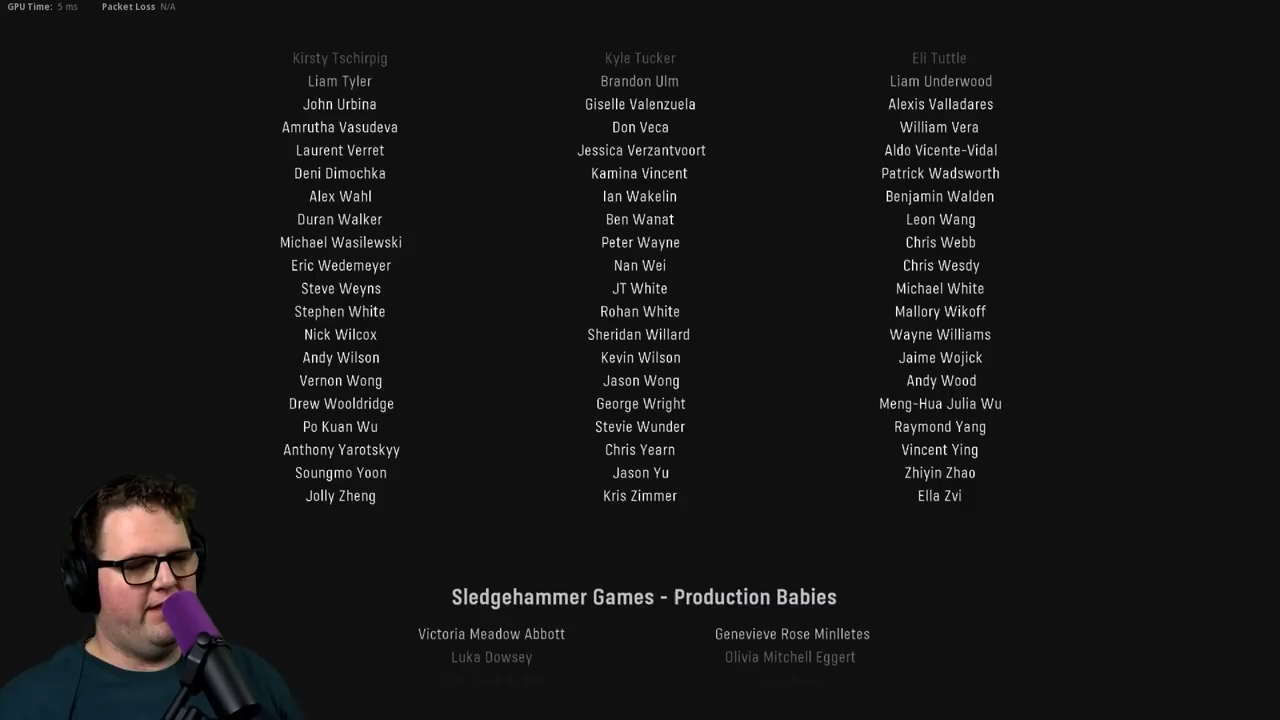 GPU Time: 5 ms Packet Loss N/A
Kirsty Tschirpig Kyle Tucker Eli Tuttle
Liam Tyler Brandon Ulm Liam Underwood
John Urbina Giselle Valenzuela Alexis Valladares
Amrutha Vasudeva Don Veca William Vera
Laurent Verret Jessica Verzantvoort Aldo Vicente-Vidal
Deni Dimochka Kamina Vincent Patrick Wadsworth
Alex Wahl Ian Wakelin Benjamin Walden
Duran Walker Ben Wanat Leon Wang
Michael Wasilewski Peter Wayne Chris Webb
Eric Wedemeyer Nan Wei Chris Wesdy
Steve Weyns JT White Michael White
Stephen White Rohan White Mallory Wikoff
Nick Wilcox Sheridan Willard Wayne Williams
Andy Wilson Kevin Wilson Jaime Wojick
Vernon Wong Jason Wong Andy Wood
Drew Wooldridge George Wright Meng-Hua Julia Wu
Po Kuan Wu Stevie Wunder Raymond Yang
Anthony Yarotskyy Chris Yearn Vincent Ying
Soungmo Yoon Jason Yu Zhiyin Zhao
Jolly Zheng Kris Zimmer Ella Zvi
Sledgehammer Games - Production Babies
Victoria Meadow Abbott Genevieve Rose Minlletes
Luka Dowsey Olivia Mitchell Eggert